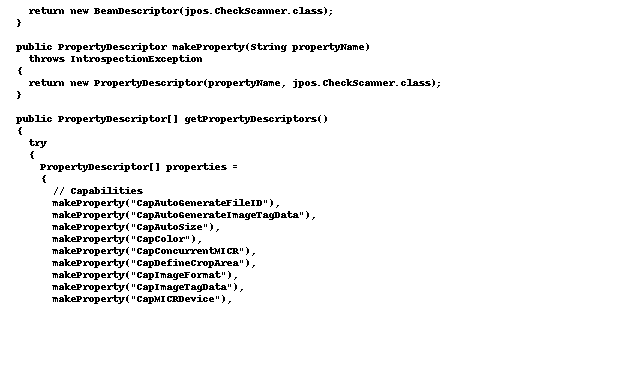 return new BeanDescriptor(jpos.CheckScanner.class);
}
public PropertyDescriptor makeProperty(String propertyName)
throws IntrospectionException
{
return new PropertyDescriptor(propertyName, jpos.CheckScanner.class);
}
public PropertyDescriptor[] getPropertyDescriptors()
{
try
{
PropertyDescriptor[] properties =
{
// Capabilities
makeProperty("CapAutoGenerateFileID"),
makeProperty("CapAutoGenerateImageTagData"),
makeProperty("CapAutoSize"),
makeProperty("CapColor"),
makeProperty("CapConcurrentMICR"),
makeProperty("CapDefineCropArea"),
makeProperty("CapImageFormat"),
makeProperty("CapImageTagData"),
makeProperty("CapMICRDevice"),